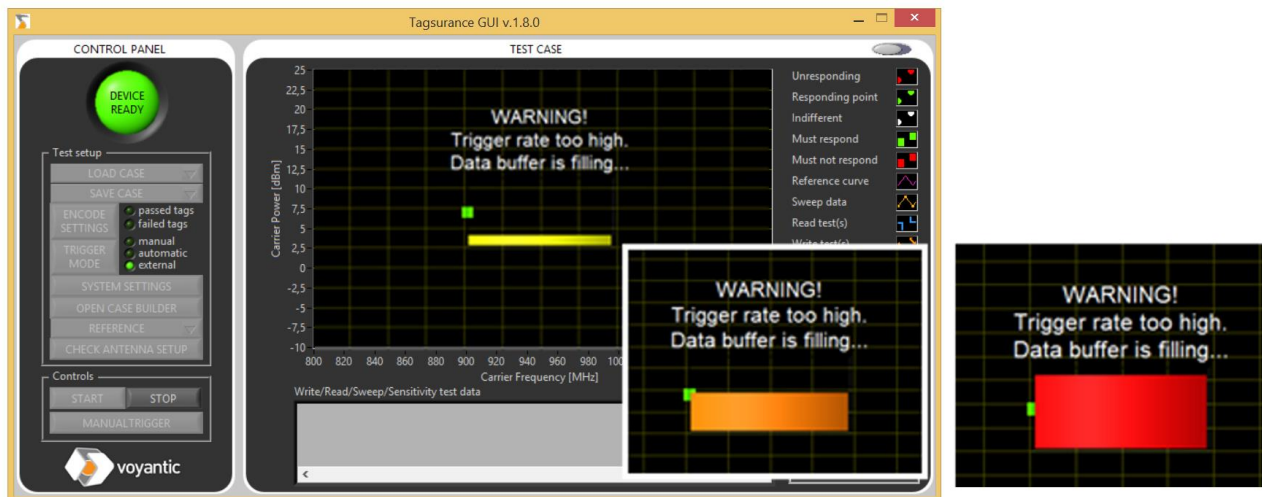 Tagsurance GUI v.1.8.0
CONTROL PANEL
DEVICE
READY
Test setup
LOAD CASE
SAVE CASE
ENCODE
SETTINGS
passed tags
failed tags
TRIGGER
MODE
manual
automatic
external
SYSTEM SETTINGS
OPEN CASE BUILDER
REFERENCE
CHECK ANTENNA SETUP
Controls
START
STOP
MANUALTRIGGER
voyantic
TEST CASE
25
22,5
20
17,5
15
12,5
10
7,5
5
2,5
0
-2,5
-5
-7,5
-10
Carrier Power [dBm]
WARNING!
Trigger rate too high.
Data buffer is filling...
800 820 840 860 880 900 920 940 960 980
Carrier Frequency [MHz]
Unresponding
Responding point
Indifferent
Must respond
Must not respond
Reference curve
Sweep data
Read test(s)
Write test(s)
Write/Read/Sweep/Sensitivity test data
WARNING!
Trigger rate too high.
Data buffer is filling...
WARNING!
Trigger rate too high.
Data buffer is filling...